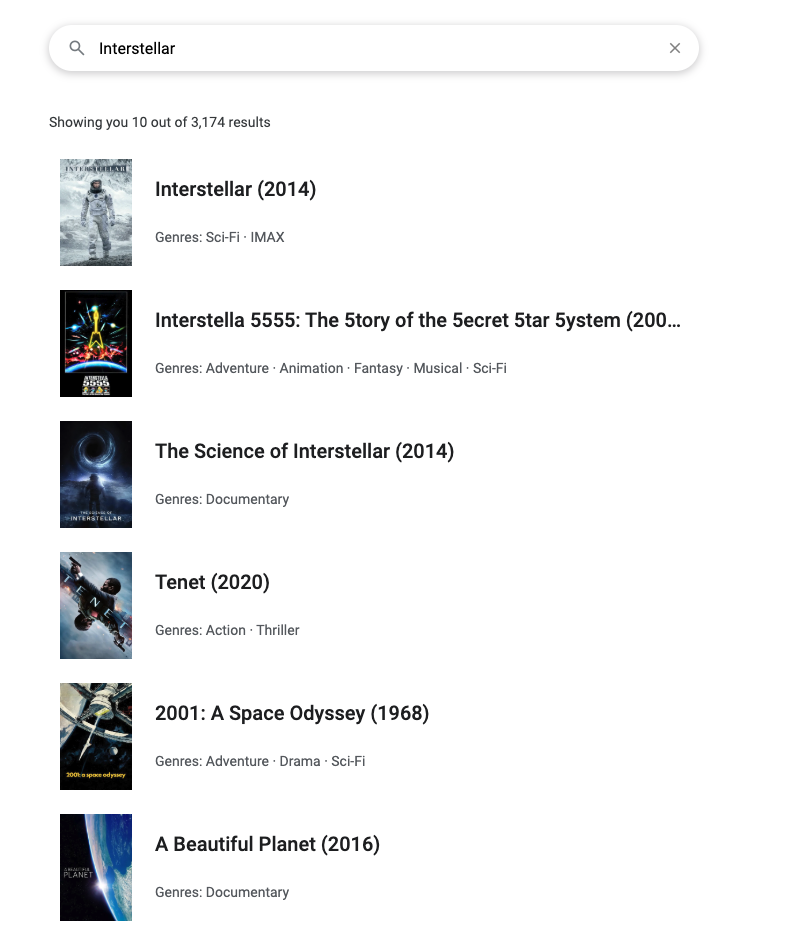 Interstellar
Showing you 10 out of 3,174 results
INTERSTELLAR
Interstellar (2014)
Genres: Sci-Fi · IMAX
5555
Interstella 5555: The 5tory of the 5ecret 5tar 5ystem (200...
Genres: Adventure · Animation · Fantasy · Musical · Sci-Fi
THE SCIENCE OF
INTERSTELLAR
The Science of Interstellar (2014)
Genres: Documentary
TENET
Tenet (2020)
Genres: Action · Thriller
2001: a space odyssey
2001: A Space Odyssey (1968)
Genres: Adventure · Drama · Sci-Fi
A BEAUTIFUL
PLANET
A Beautiful Planet (2016)
Genres: Documentary